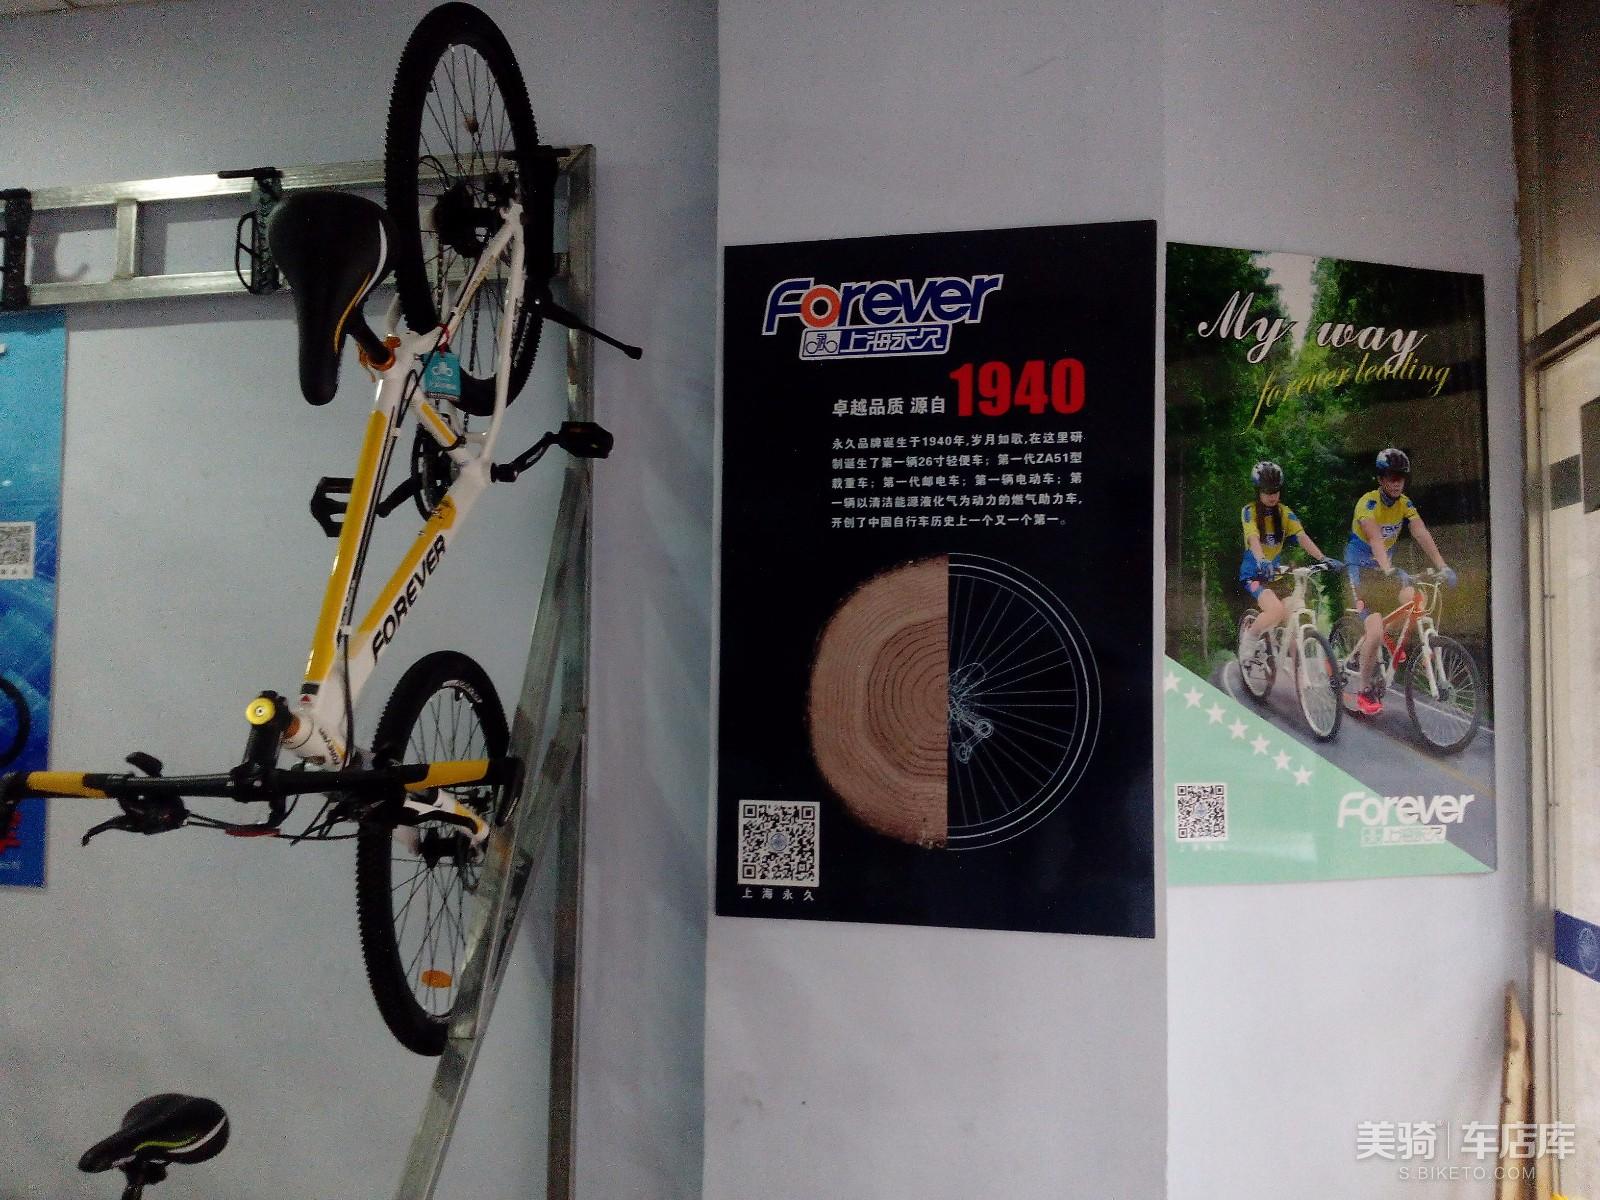 Forever
上海永久
卓越品质 源自 1940
永久品牌诞生于1940年,岁月如歌,在这里研
制诞生了第一辆26寸轻便车；第一代ZA51型
载重车；第一代邮电车；第一辆电动车；第
一辆以清洁能源液化气为动力的燃气助力车，
开创了中国自行车历史上一个又一个第一。
上海永久
My way
forever leading
Forever
上海永久
FOREVER
美骑 车店库
S.BIKETO.COM